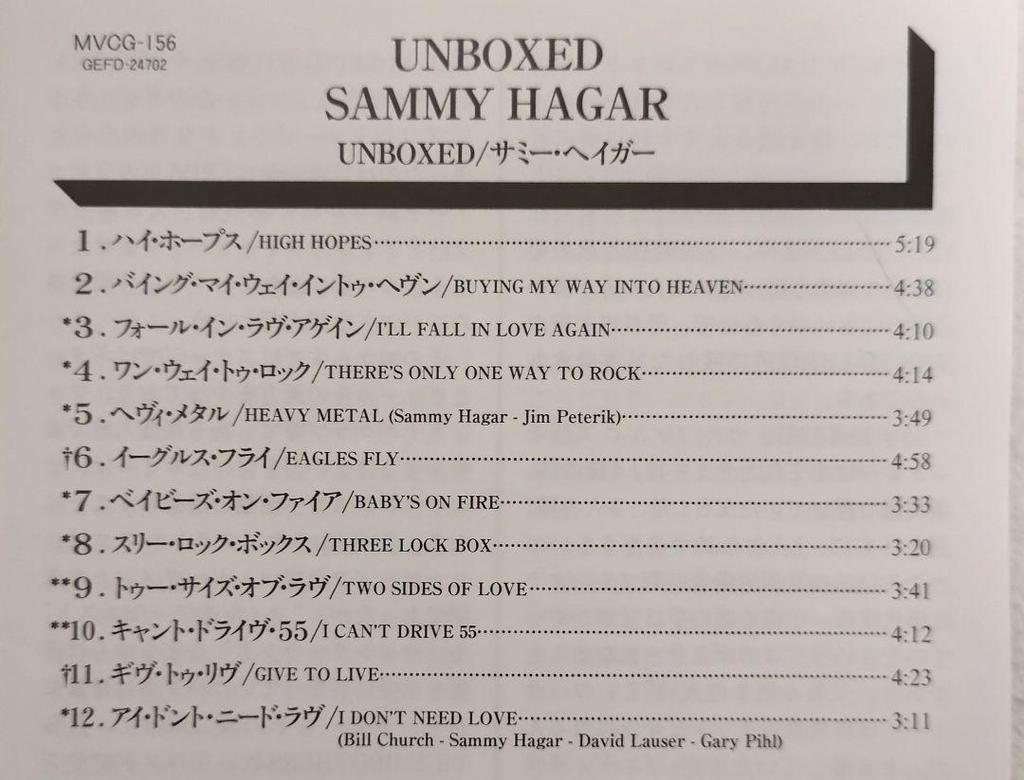 MVCG-156
GEFD-24702
UNBOXED
SAMMY HAGAR
UNBOXED/サミー・ヘイガー
1. ハイ・ホープス/HIGH HOPES 5:19
2. バイング・マイ・ウェイ・イントゥ・ヘヴン/BUYING MY WAY INTO HEAVEN 4:38
*3. フォール・イン・ラヴ・アゲイン/I'LL FALL IN LOVE AGAIN 4:10
*4. ワン・ウェイ・トゥ・ロック/THERE'S ONLY ONE WAY TO ROCK 4:14
*5. ヘヴィ・メタル/HEAVY METAL (Sammy Hagar - Jim Peterik) 3:49
†6. イーグルス・フライ/EAGLES FLY 4:58
*7. ベイビーズ・オン・ファイア/BABY'S ON FIRE 3:33
*8. スリー・ロック・ボックス/THREE LOCK BOX 3:20
**9. トゥー・サイズ・オブ・ラヴ/TWO SIDES OF LOVE 3:41
**10. キャント・ドライヴ・55/I CAN'T DRIVE 55 4:12
†11. ギヴ・トゥ・リヴ/GIVE TO LIVE 4:23
*12. アイ・ドント・ニード・ラヴ/I DON'T NEED LOVE 3:11
(Bill Church - Sammy Hagar - David Lauser - Gary Pihl)